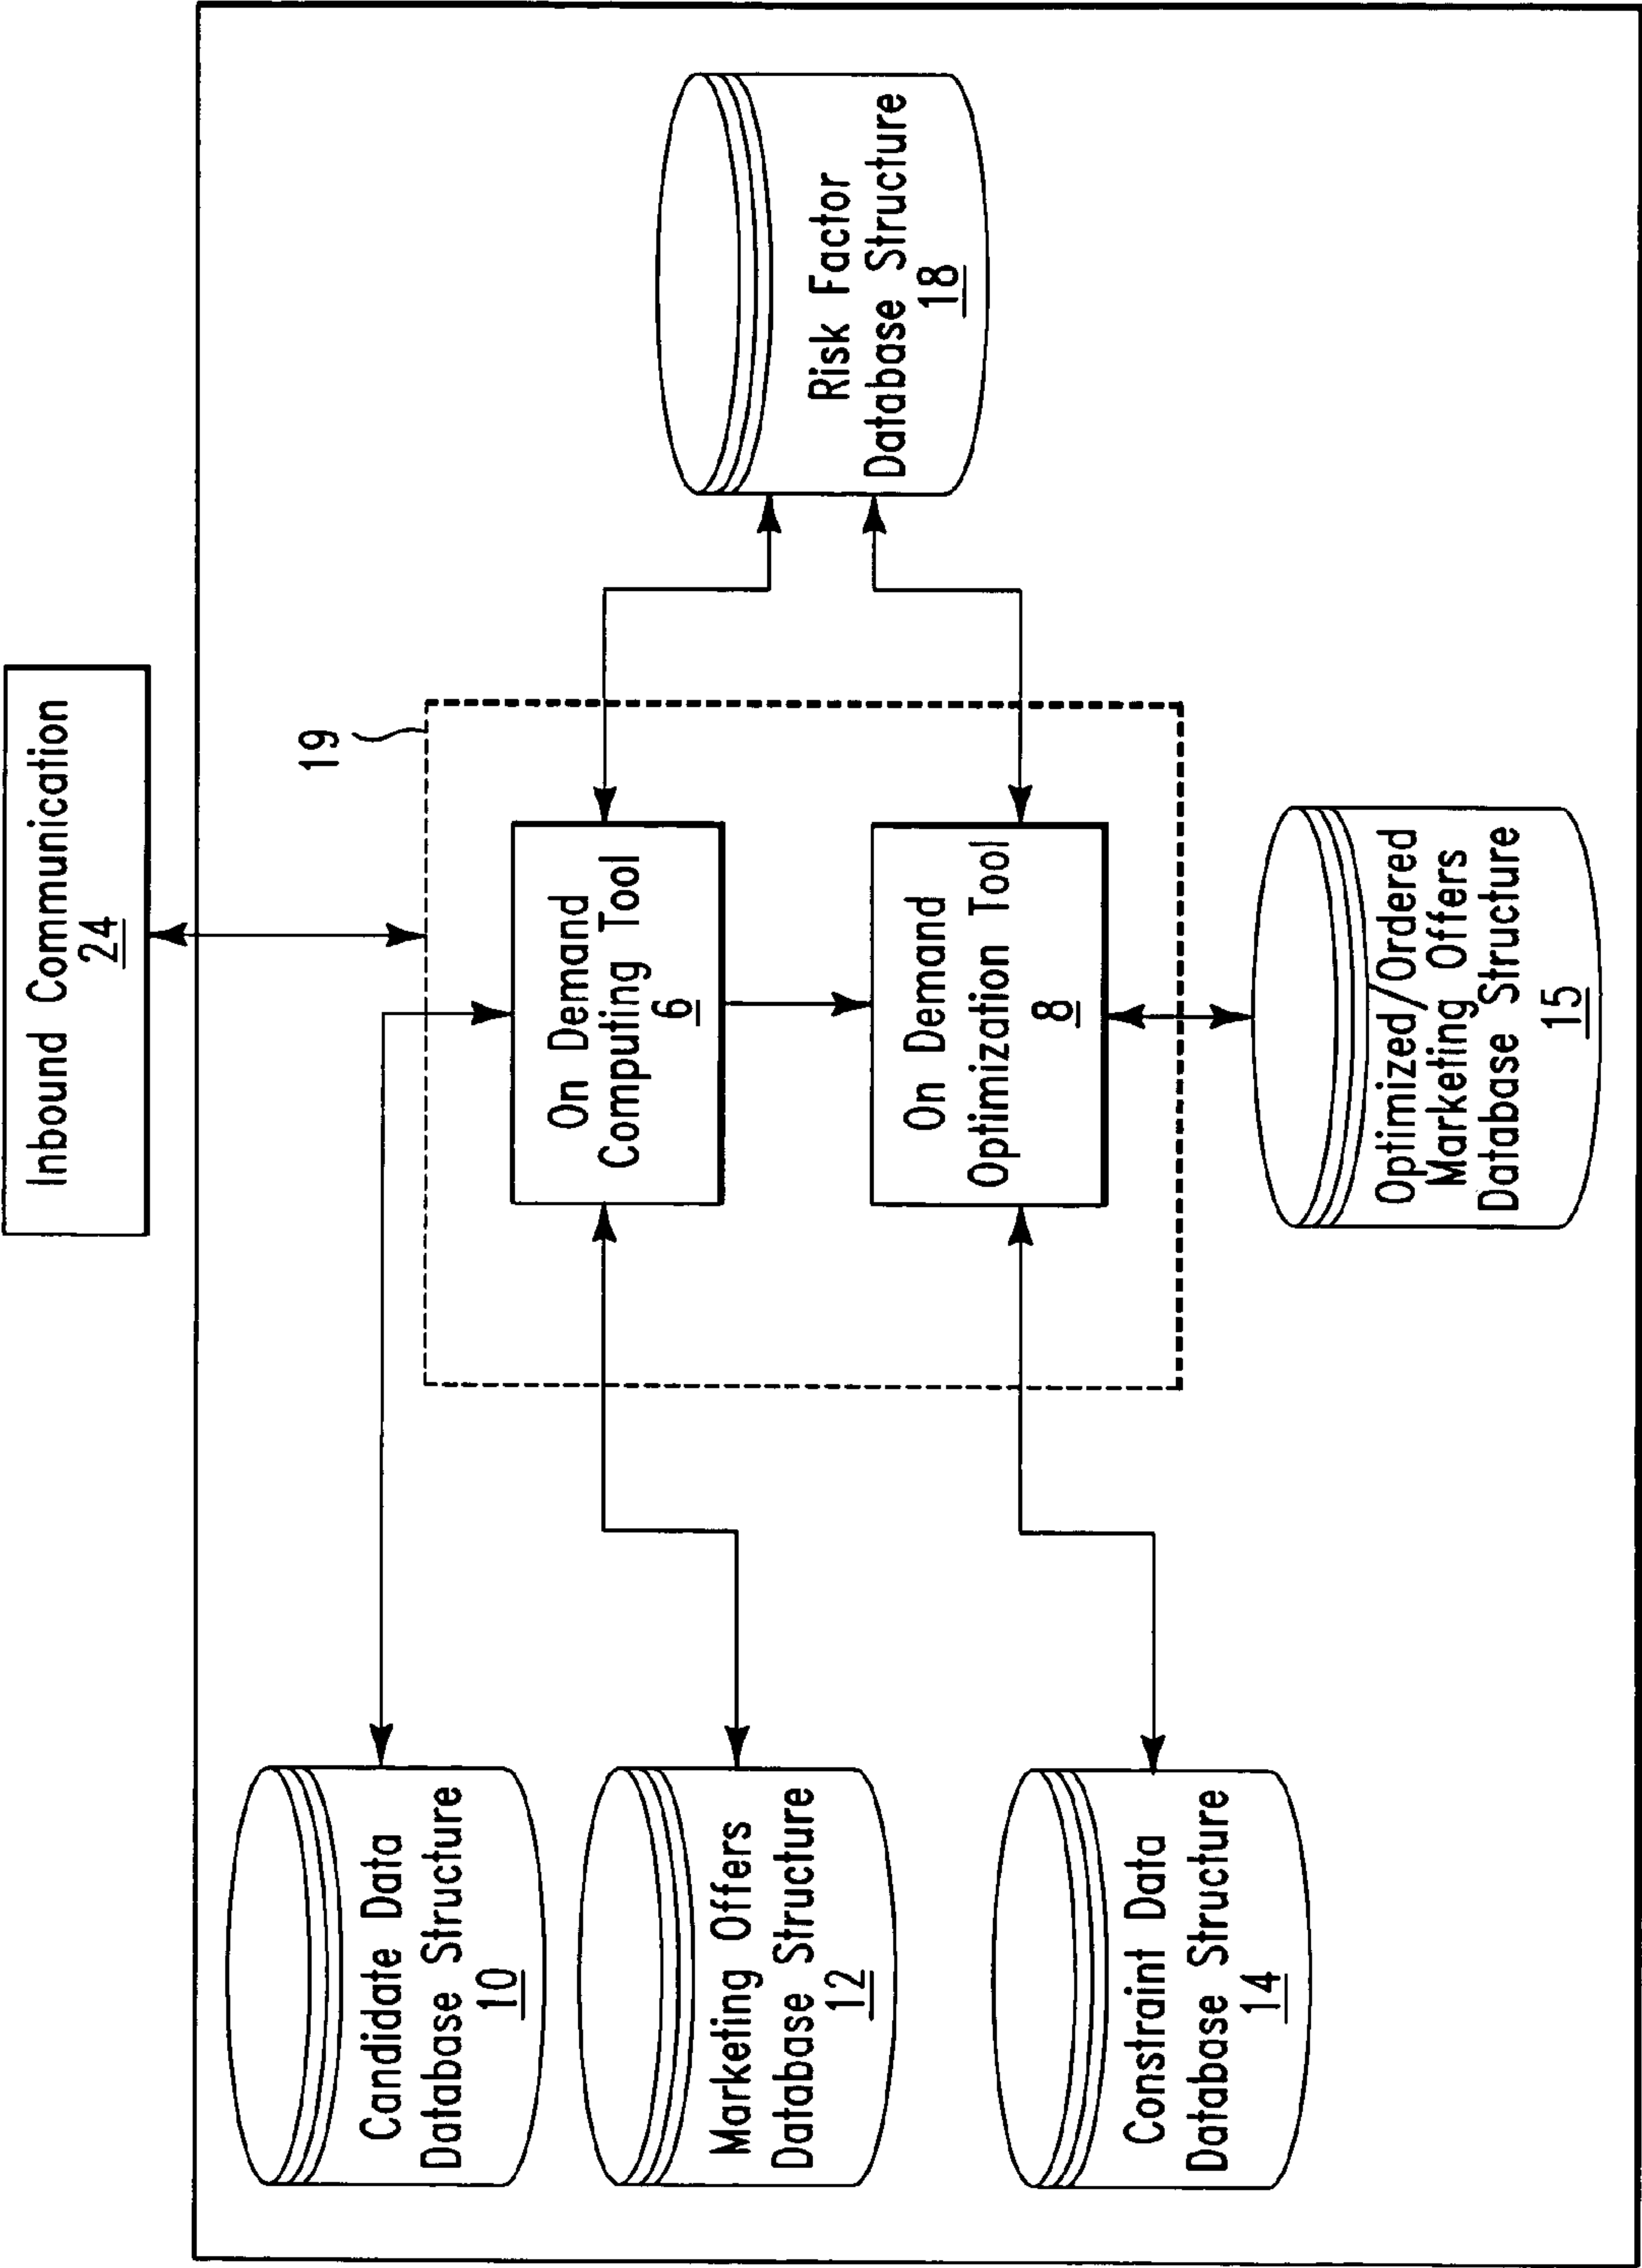 Inbound Communication
24
19
Candidate Data
Database Structure
10
Marketing Offers
Database Structure
12
Constraint Data
Database Structure
14
On Demand
Computing Tool
6
On Demand
Optimization Tool
8
Risk Factor
Database Structure
18
Optimized/Ordered
Marketing Offers
Database Structure
15